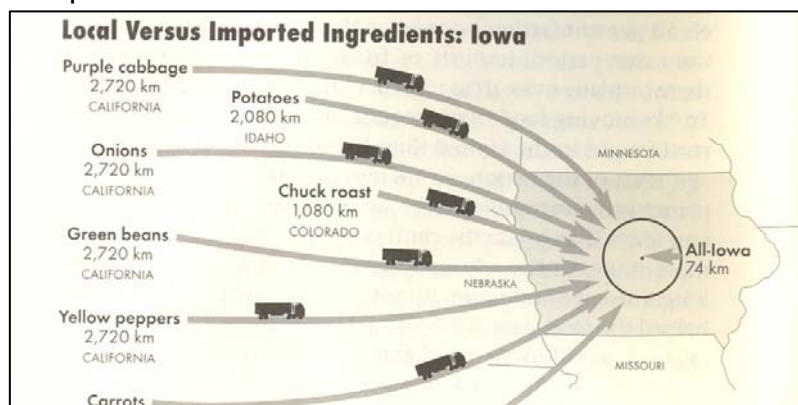 Local Versus Imported Ingredients: Iowa
Purple cabbage
2,720 km
CALIFORNIA
Potatoes
2,080 km
IDAHO
Onions
2,720 km
CALIFORNIA
MINNESOTA
Chuck roast
1,080 km
COLORADO
Green beans
2,720 km
CALIFORNIA
All-Iowa
74 km
NEBRASKA
Yellow peppers
2,720 km
CALIFORNIA
MISSOURI
Carrots